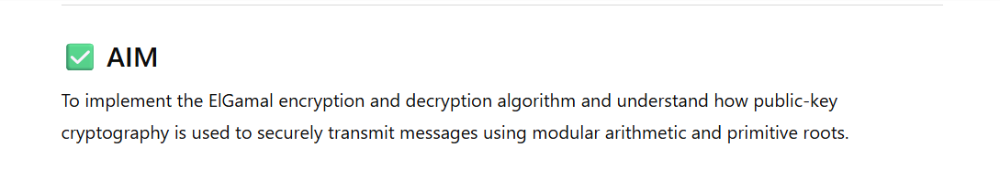 ✅ AIM
To implement the ElGamal encryption and decryption algorithm and understand how public-key
cryptography is used to securely transmit messages using modular arithmetic and primitive roots.